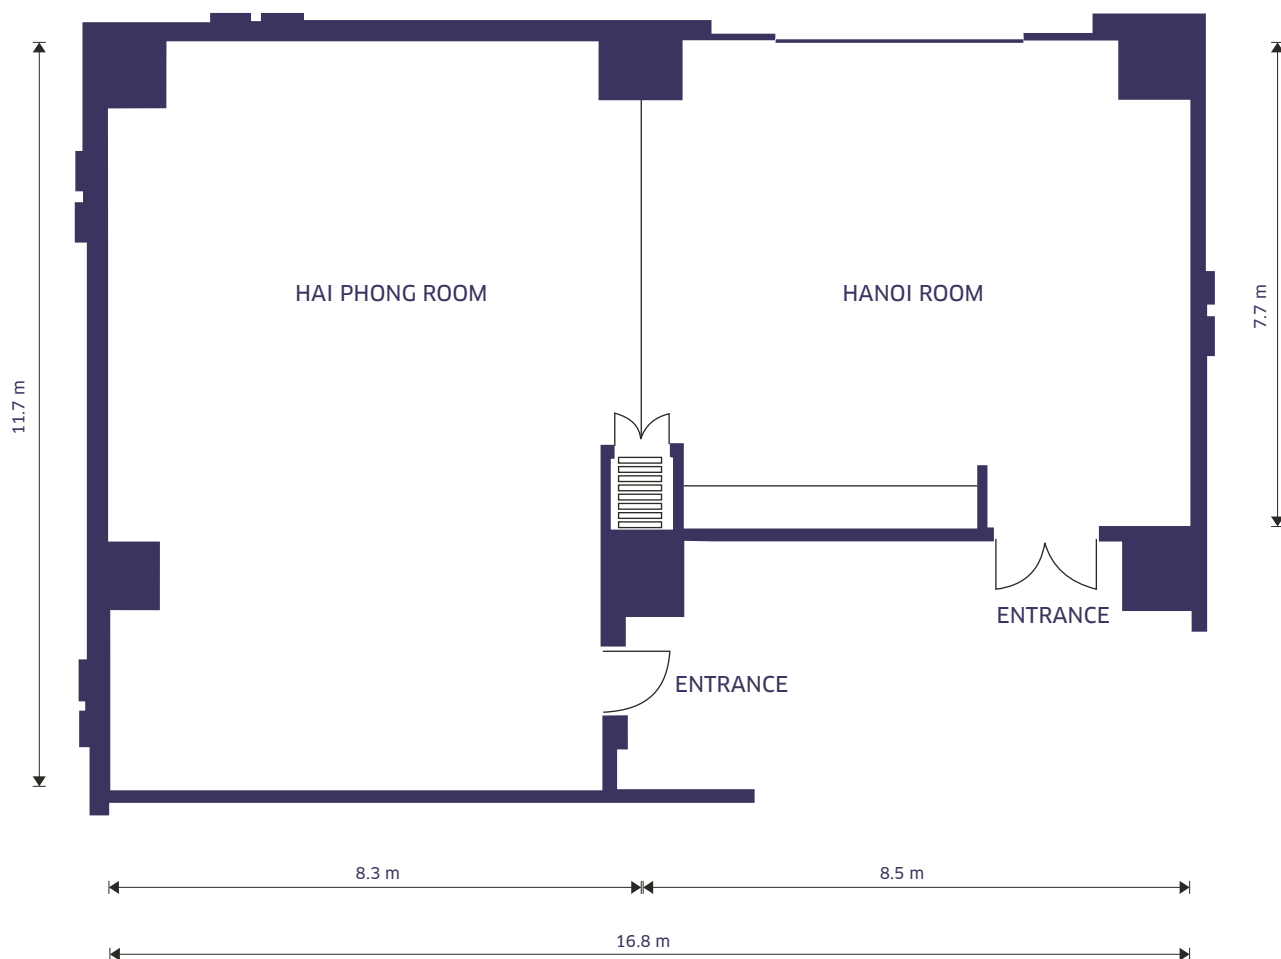 HAI PHONG ROOM
HANOI ROOM
7.7 m
11.7 m
ENTRANCE
ENTRANCE
8.3 m
8.5 m
16.8 m